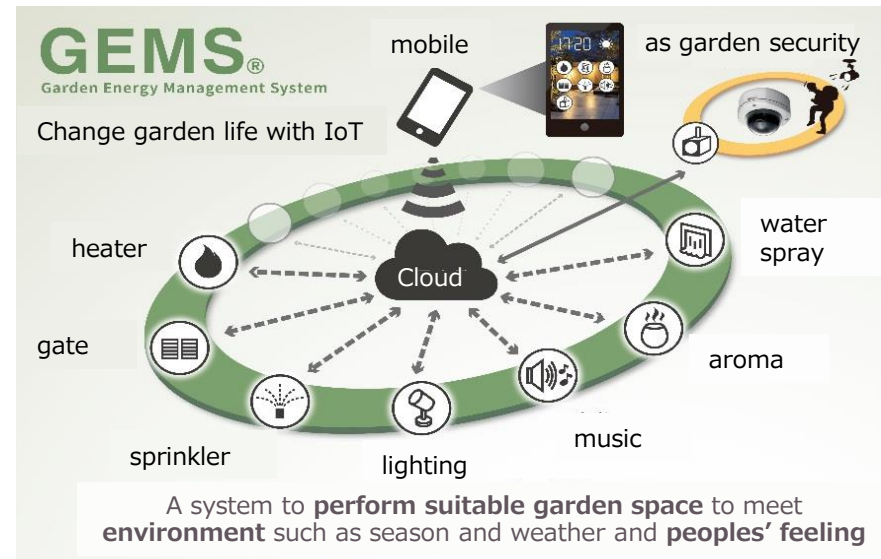 GEMS®
Garden Energy Management System
Change garden life with IoT
mobile
17:20
as garden security
heater
Cloud
water
spray
gate
aroma
sprinkler
lighting
music
A system to perform suitable garden space to meet
environment such as season and weather and peoples’ feeling